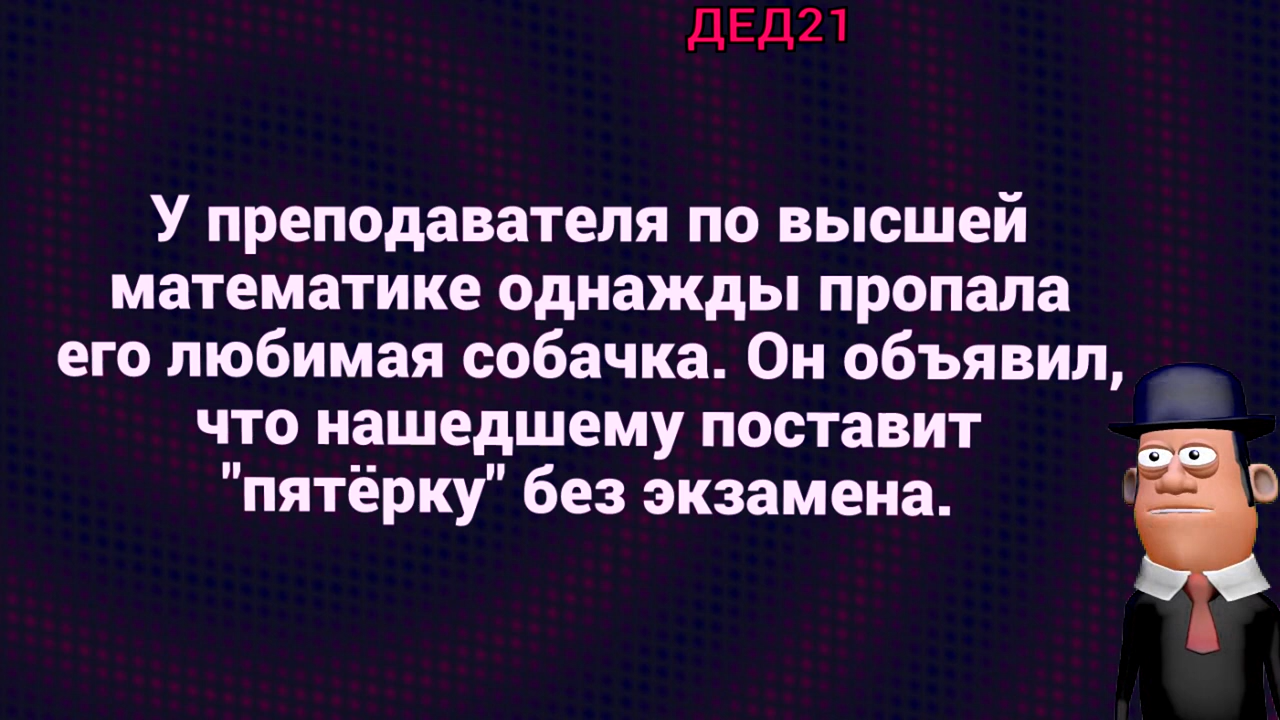 ДЕД21
У преподавателя по высшей
математике однажды пропала
его любимая собачка. Он объявил,
что нашедшему поставит
"пятёрку" без экзамена.